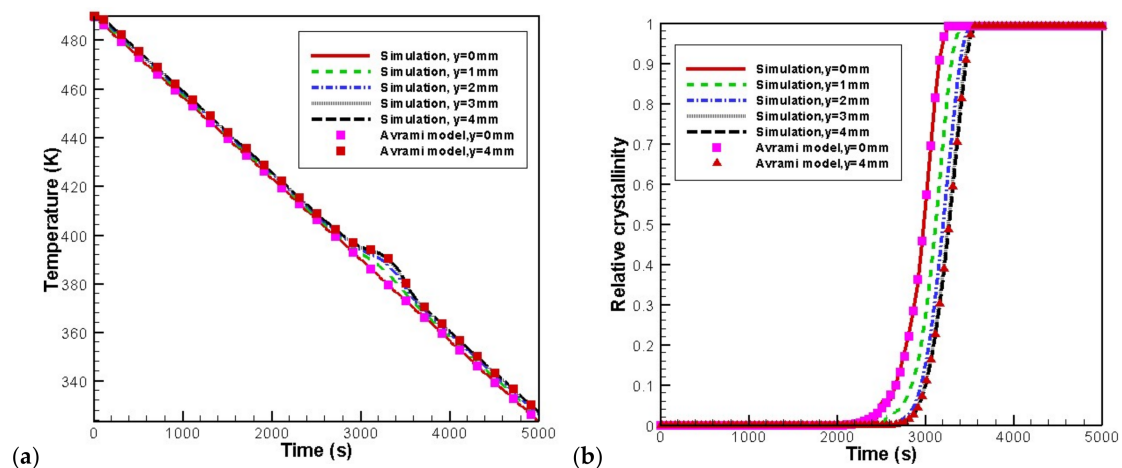 480
460
440
420
400
380
360
340
Temperature (K)
Simulation, y=0mm
Simulation, y=1mm
Simulation, y=2mm
Simulation, y=3mm
Simulation, y=4mm
Avrami model,y=0mm
Avrami model,y=4mm
0 1000 2000 3000 4000 5000
Time (s)
(a)
1
0.9
0.8
0.7
0.6
0.5
0.4
0.3
0.2
0.1
0
Relative crystallinity
Simulation,y=0mm
Simulation,y=1mm
Simulation,y=2mm
Simulation,y=3mm
Simulation,y=4mm
Avrami model,y=0mm
Avrami model,y=4mm
0 1000 2000 3000 4000 5000
Time (s)
(b)